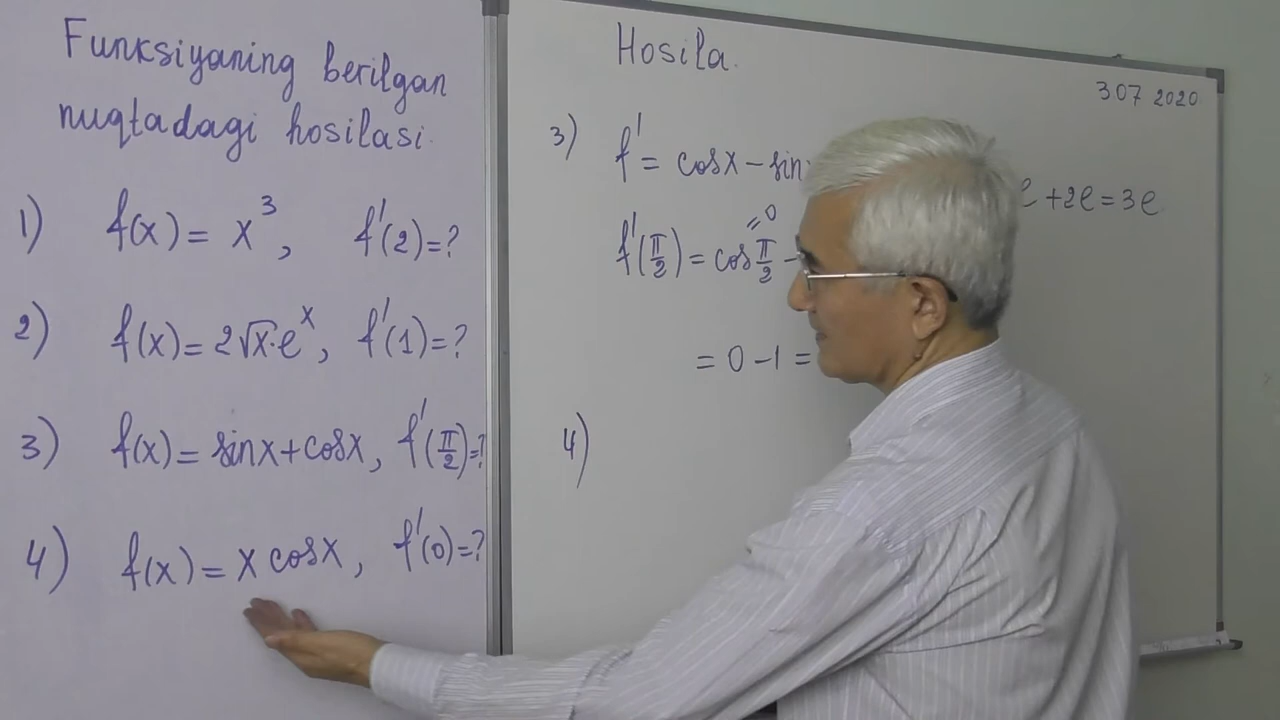 Funksiyaning berilgan
nuqtadagi hosilasi.
1) f(x) = x³, f'(2)=?
2) f(x) = 2√x·eˣ, f'(1)=?
3) f(x) = sinx+cosx, f'(π/2)=?
4) f(x) = x cosx, f'(0)=?
Hosila.
3 07 2020
3) f' = cosx – sin
+2e = 3e
=0
f'(π/2) = cos π/2 –
= 0 – 1 =
4)